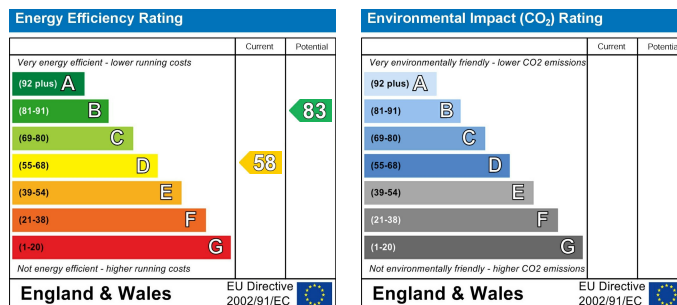 Energy Efficiency Rating
Current Potential
Very energy efficient - lower running costs
(92 plus) A
(81-91) B
83
(69-80) C
(55-68) D
58
(39-54) E
(21-38) F
(1-20) G
Not energy efficient - higher running costs
England & Wales
EU Directive
2002/91/EC
Environmental Impact (CO₂) Rating
Current Potentia
Very environmentally friendly - lower CO2 emissions
(92 plus) A
(81-91) B
(69-80) C
(55-68) D
(39-54) E
(21-38) F
(1-20) G
Not environmentally friendly - higher CO2 emissions
England & Wales
EU Directive
2002/91/EC